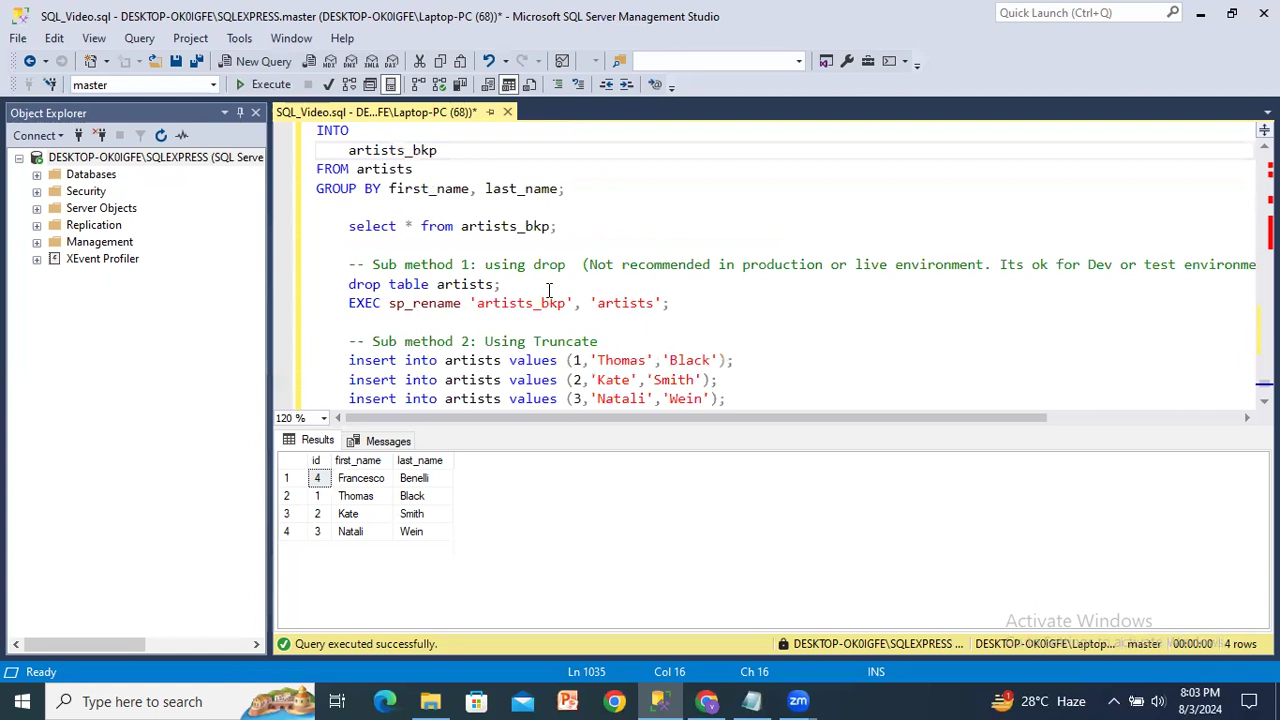 SQL_Video.sql - DESKTOP-OK0IGFE\SQLEXPRESS.master (DESKTOP-OK0IGFE\Laptop-PC (68))* - Microsoft SQL Server Management Studio
Quick Launch (Ctrl+Q)
File Edit View Query Project Tools Window Help
New Query
master
Execute
Object Explorer
SQL_Video.sql - DE...FE\Laptop-PC (68))*
Connect
DESKTOP-OK0IGFE\SQLEXPRESS (SQL Serve
Databases
Security
Server Objects
Replication
Management
XEvent Profiler
INTO
artists_bkp
FROM artists
GROUP BY first_name, last_name;
select * from artists_bkp;
-- Sub method 1: using drop (Not recommended in production or live environment. Its ok for Dev or test environme
drop table artists;
EXEC sp_rename 'artists_bkp', 'artists';
-- Sub method 2: Using Truncate
insert into artists values (1,'Thomas','Black');
insert into artists values (2,'Kate','Smith');
insert into artists values (3,'Natali','Wein');
120 %
Results Messages
id first_name last_name
1 4 Francesco Benelli
2 1 Thomas Black
3 2 Kate Smith
4 3 Natali Wein
Activate Windows
Query executed successfully.
DESKTOP-OK0IGFE\SQLEXPRESS ... DESKTOP-OK0IGFE\Laptop... master 00:00:00 4 rows
Ready Ln 1035 Col 16 Ch 16 INS
Type here to search
28°C Haze
8:03 PM
8/3/2024